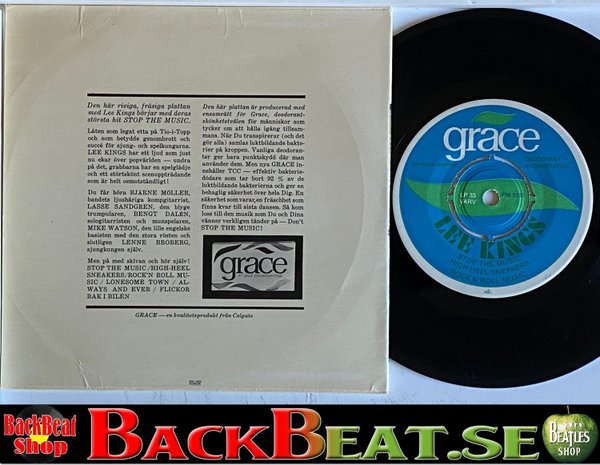 Den här riviga, fräsiga plattan
med Lee Kings börjar med deras
största hit STOP THE MUSIC.
Låten som legat etta på Tio-i-Topp
och som betydde genombrott och
succé för sjung- och spelkungarna.
LEE KINGS har ett ljud som just
nu ekar över popvärlden — undra
på det, grabbarna har en spelglädje
och ett störtskönt scenuppträdande
som är helt oemotståndligt!
Du får höra BJARNE MÖLLER,
bandets ljushåriga kompgitarrist,
LASSE SANDGREN, den blyge
trumpularen, BENGT DALEN,
sologitarristen och munspelaren,
MIKE WATSON, den lille engelske
basisten med den stora rösten och
slutligen LENNE BROBERG,
sjungkungen själv.
Men på med skivan och hör själv!
STOP THE MUSIC/HIGH-HEEL
SNEAKERS/ROCK'N ROLL MU-
SIC / LONESOME TOWN / AL-
WAYS AND EVER / FLICKOR
BAK I BILEN
Den här plattan är producerad med
ensamrätt för Grace, deodorant-
skönhetstvålen för människor som
tycker om att hålla igång tillsam-
mans. När Du transpirerar (och det
gör alla) samlas luktbildande bakte-
rier på kroppen. Vanliga deodoran-
ter ger bara punktskydd där man
använder dem. Men nya GRACE in-
nehåller TCC — effektiv bakterie-
dödare som tar bort 92 % av de
luktbildande bakterierna och ger en
behaglig säkerhet över hela Dig. En
säkerhet som varar, en fräschhet som
finns kvar till sista dansen. Så kom
loss till den musik som Du och Dina
vänner verkligen tänder på — Don't
STOP THE MUSIC!
grace
GRACE — en kvalitetsprodukt från Colgate
grace
DEODORANT
EP 33
VARV
LEE KINGS
STOP THE MUSIC
HIGH HEEL SNEAKERS
ROCK'N ROLL MUSIC
BackBeat
Shop
BACKBEAT.SE
BEATLES
SHOP